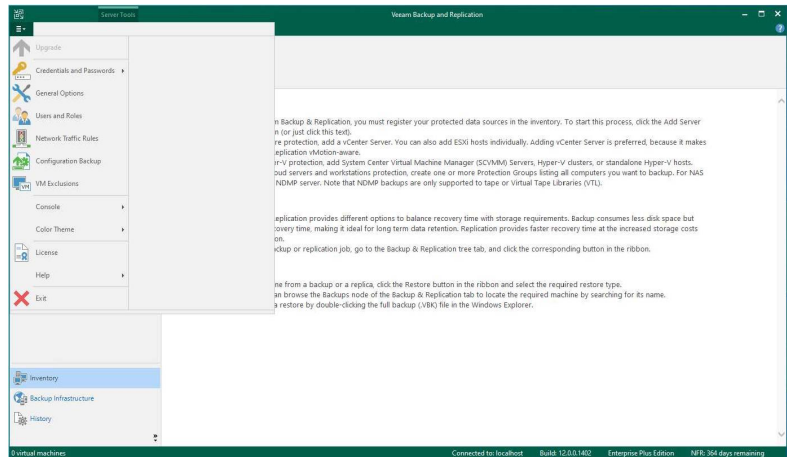 Server Tools
Veeam Backup and Replication
Upgrade
Credentials and Passwords
General Options
Users and Roles
Network Traffic Rules
Configuration Backup
VM Exclusions
Console
Color Theme
License
Help
Exit
m Backup & Replication, you must register your protected data sources in the inventory. To start this process, click the Add Server
n (or just click this text).
re protection, add a vCenter Server. You can also add ESXi hosts individually. Adding vCenter Server is preferred, because it makes
eplication vMotion-aware.
r-V protection, add System Center Virtual Machine Manager (SCVMM) Servers, Hyper-V clusters, or standalone Hyper-V hosts.
oud servers and workstations protection, create one or more Protection Groups listing all computers you want to backup. For NAS
NDMP server. Note that NDMP backups are only supported to tape or Virtual Tape Libraries (VTL).
eplication provides different options to balance recovery time with storage requirements. Backup consumes less disk space but
covery time, making it ideal for long term data retention. Replication provides faster recovery time at the increased storage costs
on.
ackup or replication job, go to the Backup & Replication tree tab, and click the corresponding button in the ribbon.
ne from a backup or a replica, click the Restore button in the ribbon and select the required restore type.
an browse the Backups node of the Backup & Replication tab to locate the required machine by searching for its name.
a restore by double-clicking the full backup (.VBK) file in the Windows Explorer.
Inventory
Backup Infrastructure
History
0 virtual machines
Connected to: localhost Build: 12.0.0.1402 Enterprise Plus Edition NFR: 364 days remaining